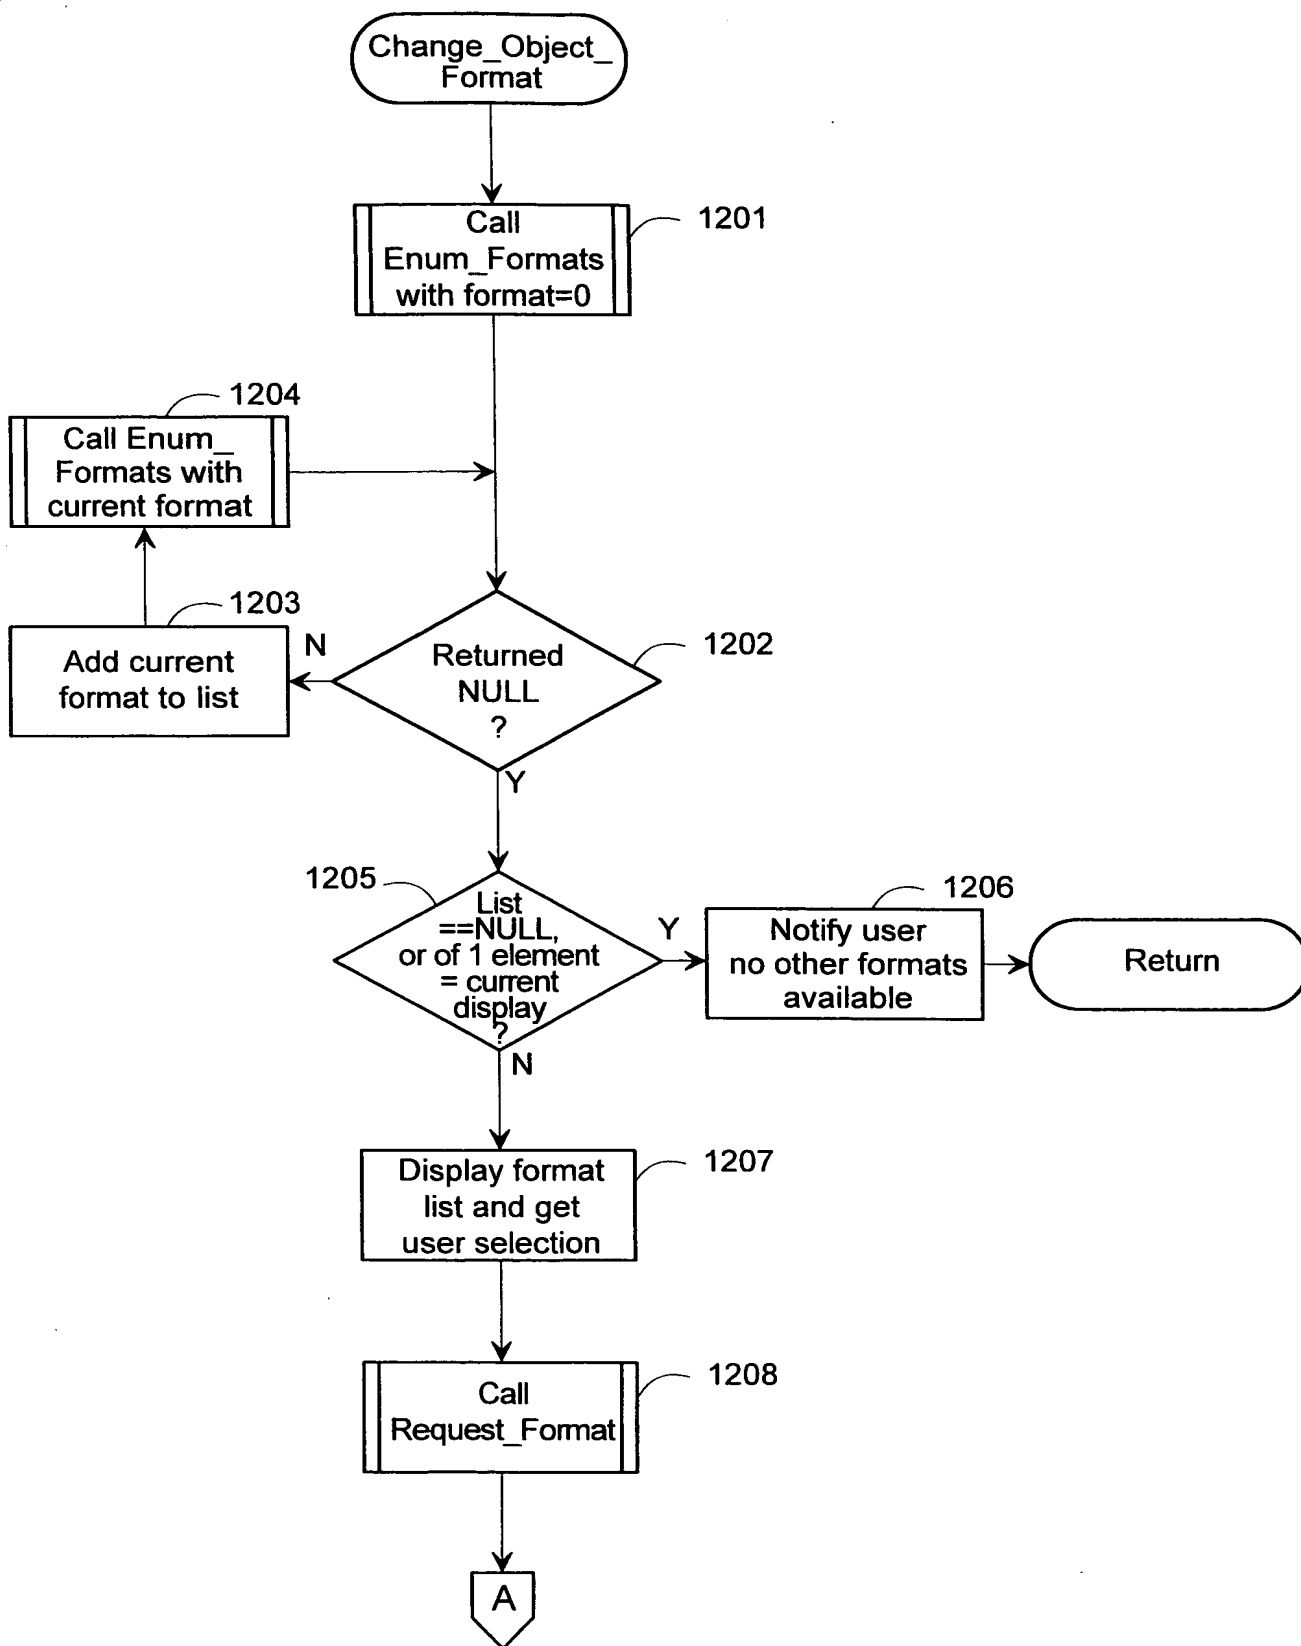 Change_Object_
Format
Call
Enum_Formats
with format=0
1201
1204
Call Enum_
Formats with
current format
1203
Add current
format to list
N
Returned
NULL
?
1202
Y
1205
List
==NULL,
or of 1 element
= current
display
?
Y
1206
Notify user
no other formats
available
Return
N
Display format
list and get
user selection
1207
Call
Request_Format
1208
A